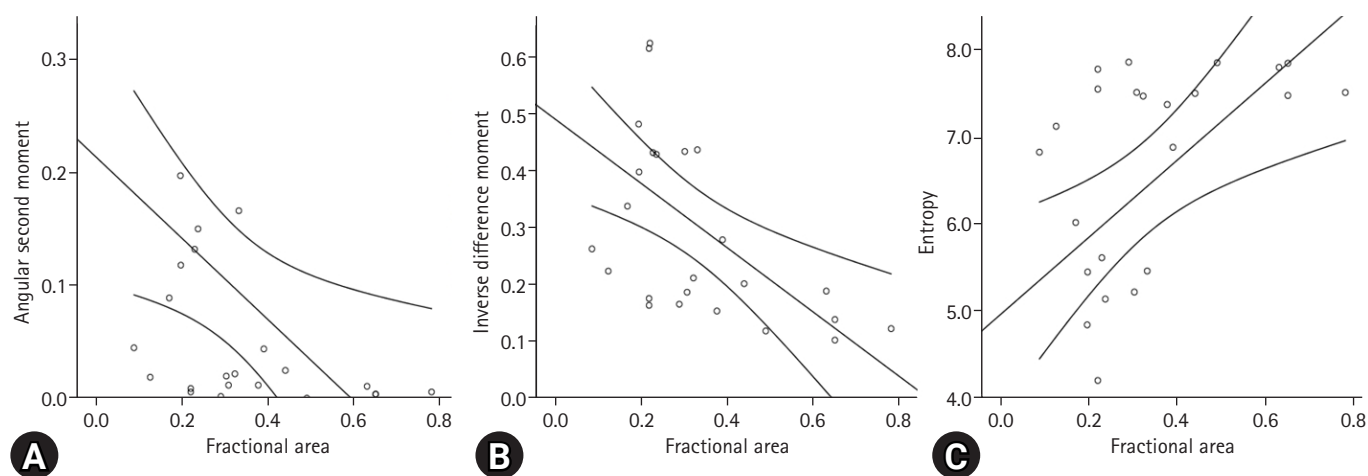 0.3
0.2
0.1
0.0
Angular second moment
0.0 0.2 0.4 0.6 0.8
Fractional area
A
0.6
0.5
0.4
0.3
0.2
0.1
0.0
Inverse difference moment
0.0 0.2 0.4 0.6 0.8
Fractional area
B
8.0
7.0
6.0
5.0
4.0
Entropy
0.0 0.2 0.4 0.6 0.8
Fractional area
C